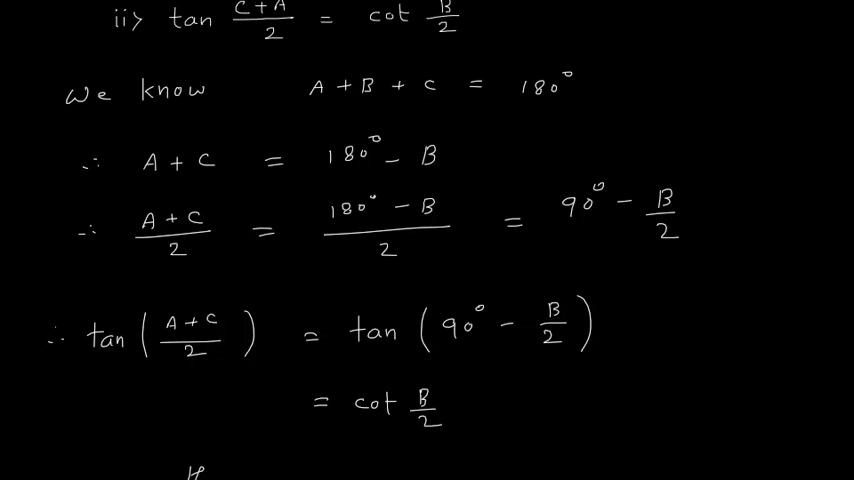 ii> tan (C+A)/2 = cot B/2
We know A + B + C = 180°
∴ A + C = 180° - B
∴ (A + C)/2 = (180° - B)/2 = 90° - B/2
∴ tan ( (A + C)/2 ) = tan ( 90° - B/2 )
= cot B/2